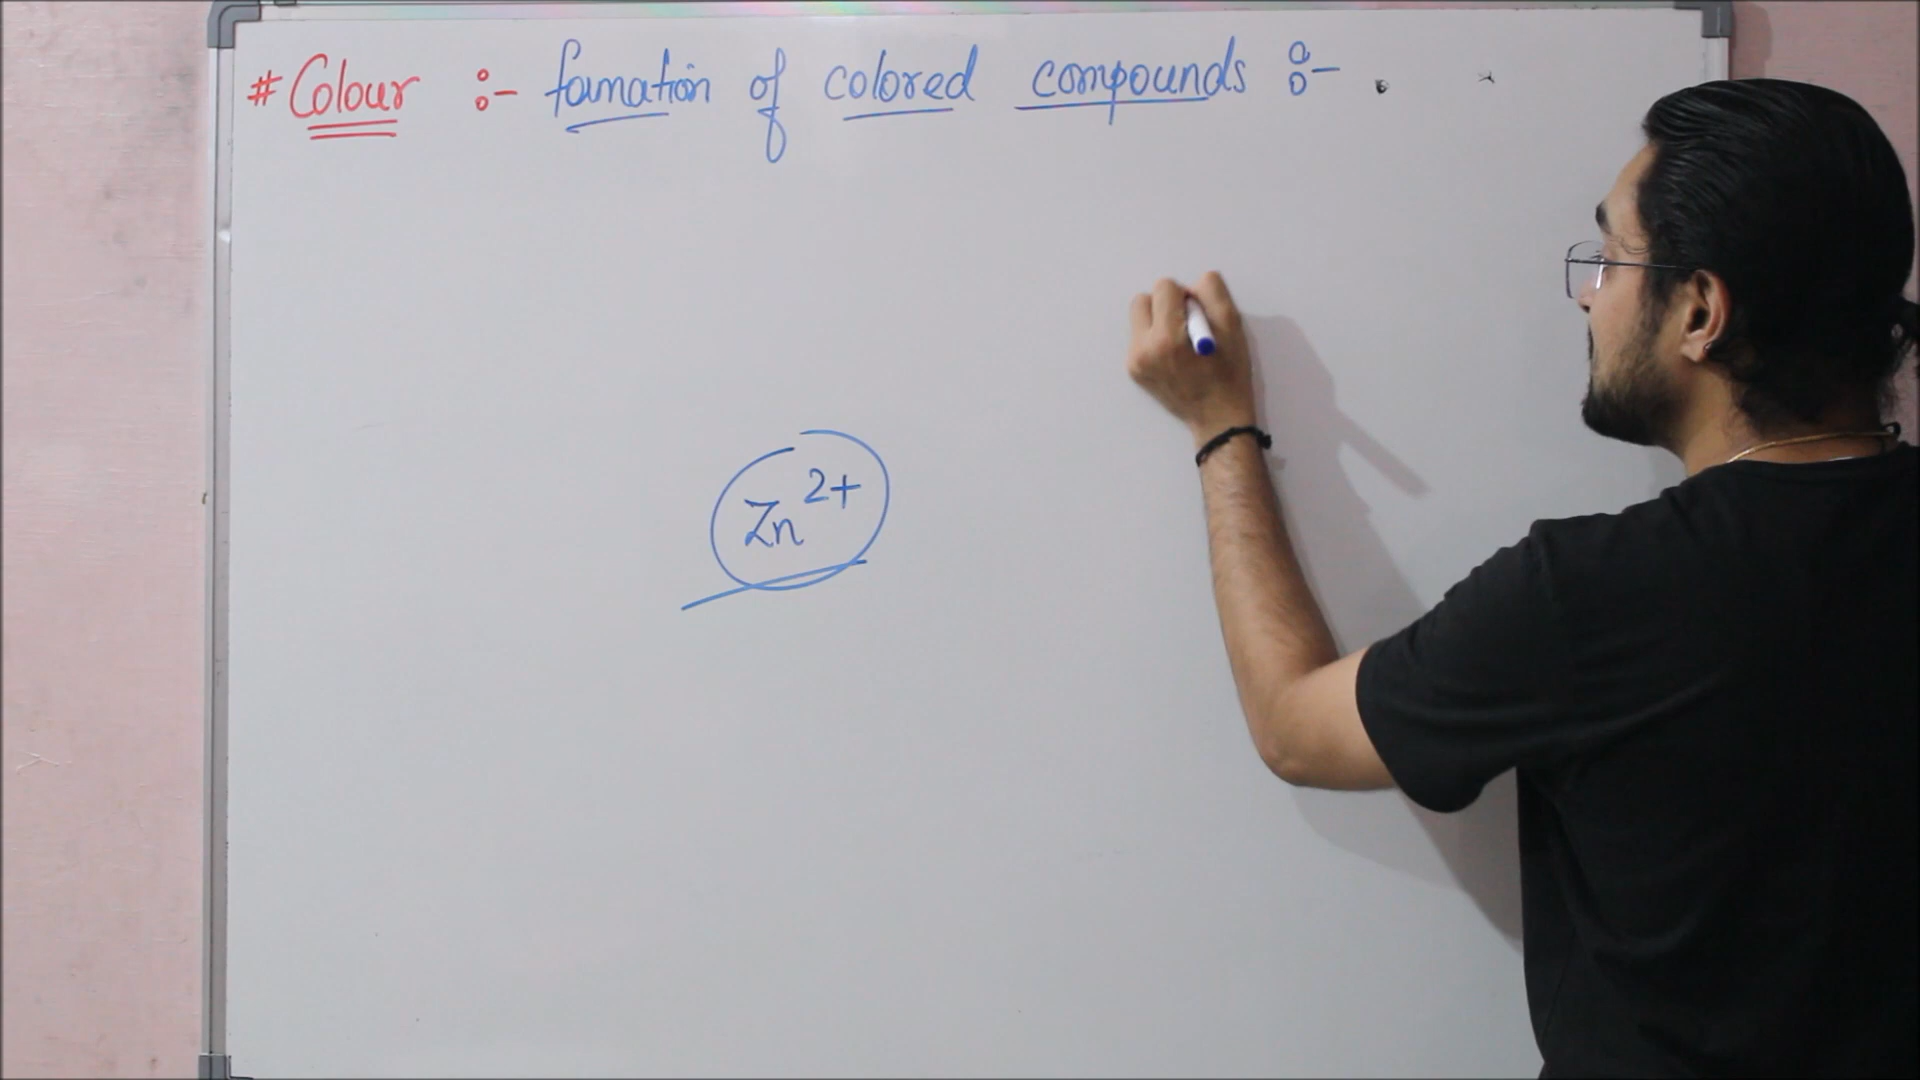 # Colour :- formation of colored compounds :-
Zn²⁺